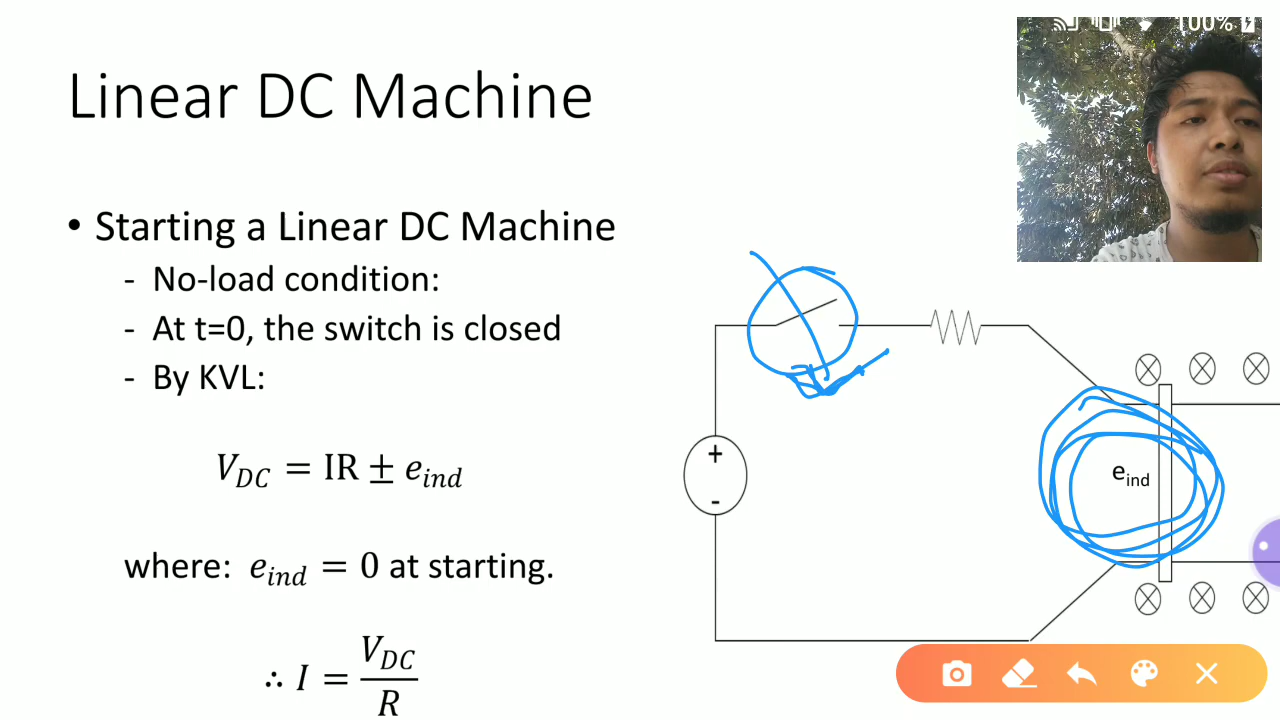 100%
Linear DC Machine
• Starting a Linear DC Machine
- No-load condition:
- At t=0, the switch is closed
- By KVL:
V_DC = IR ± e_ind
where: e_ind = 0 at starting.
∴ I = V_DC / R
+
-
e_ind